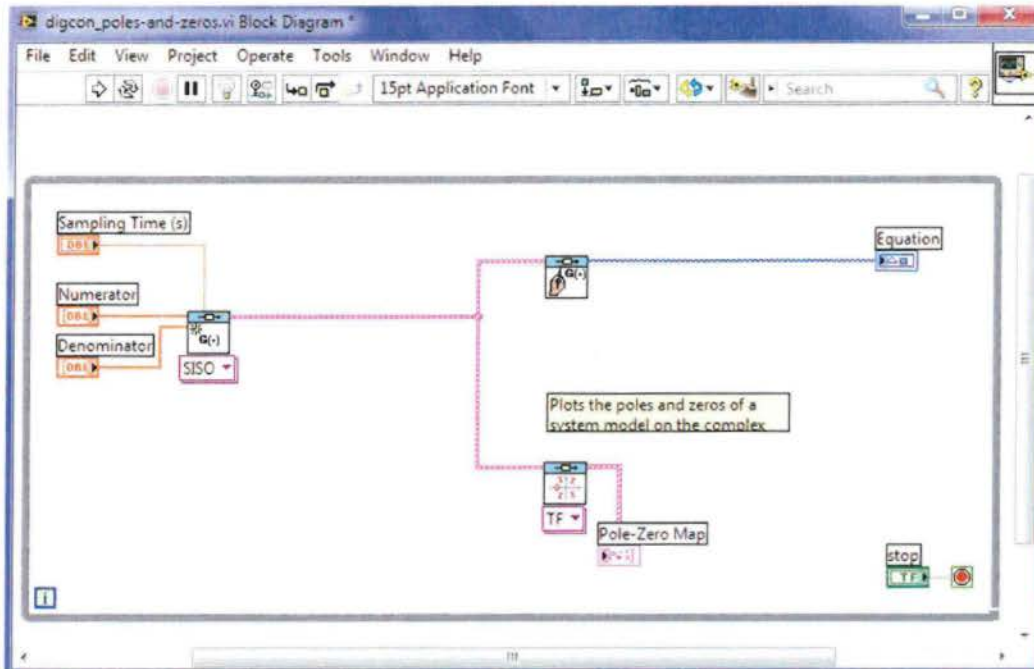 digcon_poles-and-zeros.vi Block Diagram *
File Edit View Project Operate Tools Window Help
15pt Application Font
Search
Sampling Time (s)
DBL
Equation
Numerator
DBL
G(·)
Denominator
DBL
G(·)
SISO
Plots the poles and zeros of a
system model on the complex
TF
Pole-Zero Map
stop
TF
i